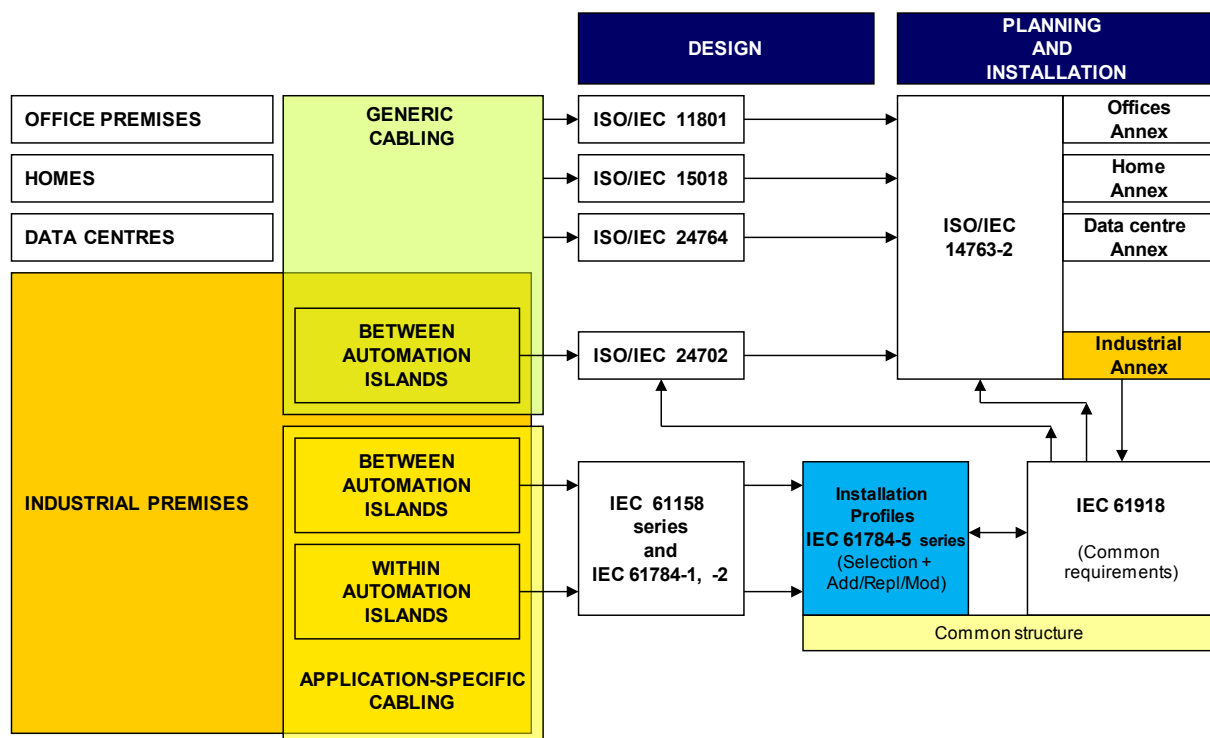 DESIGN
PLANNING
AND
INSTALLATION
OFFICE PREMISES
GENERIC
CABLING
ISO/IEC 11801
Offices
Annex
HOMES
ISO/IEC 15018
Home
Annex
DATA CENTRES
ISO/IEC 24764
ISO/IEC
14763-2
Data centre
Annex
BETWEEN
AUTOMATION
ISLANDS
ISO/IEC 24702
Industrial
Annex
INDUSTRIAL PREMISES
BETWEEN
AUTOMATION
ISLANDS
WITHIN
AUTOMATION
ISLANDS
APPLICATION-SPECIFIC
CABLING
IEC 61158
series
and
IEC 61784-1, -2
Installation
Profiles
IEC 61784-5 series
(Selection +
Add/Repl/Mod)
IEC 61918
(Common
requirements)
Common structure